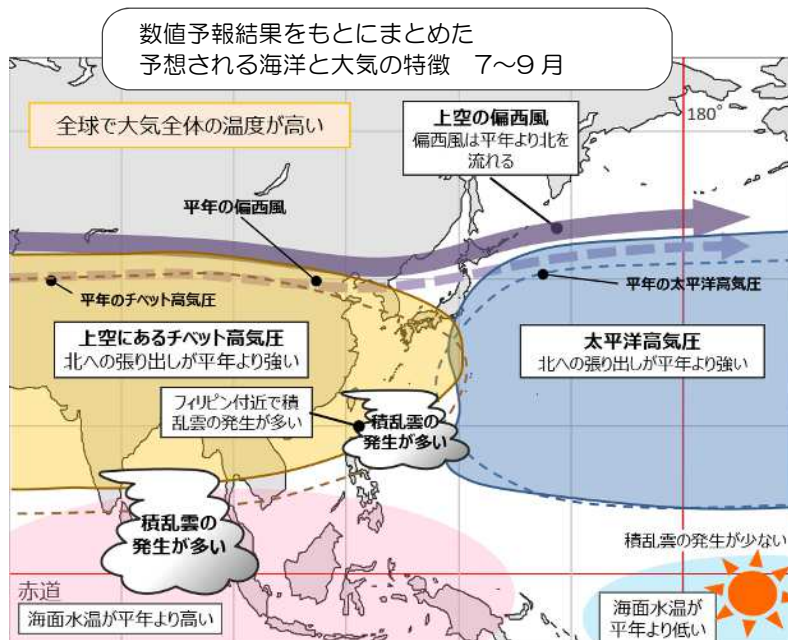 数値予報結果をもとにまとめた
予想される海洋と大気の特徴 7～9月
全球で大気全体の温度が高い
上空の偏西風
偏西風は平年より北を
流れる
180°
平年の偏西風
平年のチベット高気圧
平年の太平洋高気圧
上空にあるチベット高気圧
北への張り出しが平年より強い
太平洋高気圧
北への張り出しが平年より強い
フィリピン付近で積
乱雲の発生が多い
積乱雲の
発生が多い
積乱雲の
発生が多い
積乱雲の発生が少ない
赤道
海面水温が平年より高い
海面水温が
平年より低い